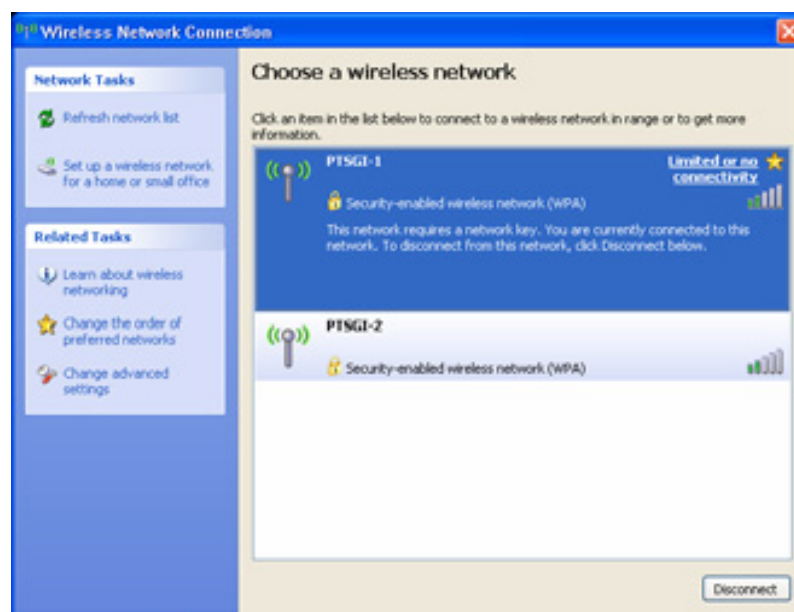 Wireless Network Connection
Network Tasks
Refresh network list
Set up a wireless network
for a home or small office
Related Tasks
Learn about wireless
networking
Change the order of
preferred networks
Change advanced
settings
Choose a wireless network
Click an item in the list below to connect to a wireless network in range or to get more
information.
PTSGI-1
Limited or no
connectivity
Security-enabled wireless network (WPA)
This network requires a network key. You are currently connected to this
network. To disconnect from this network, click Disconnect below.
PTSGI-2
Security-enabled wireless network (WPA)
Disconnect